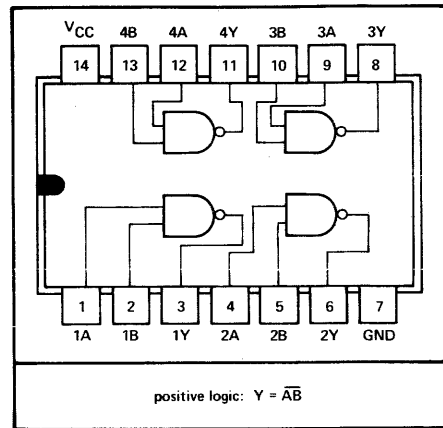 VCC 4B 4A 4Y 3B 3A 3Y
14 13 12 11 10 9 8
1 2 3 4 5 6 7
1A 1B 1Y 2A 2B 2Y GND
positive logic: Y = A̅B̅